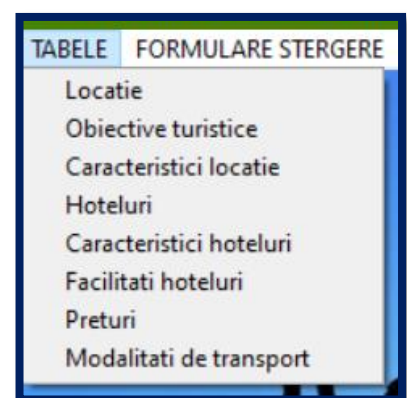 TABELE FORMULARE STERGERE
Locatie
Obiective turistice
Caracteristici locatie
Hoteluri
Caracteristici hoteluri
Facilitati hoteluri
Preturi
Modalitati de transport